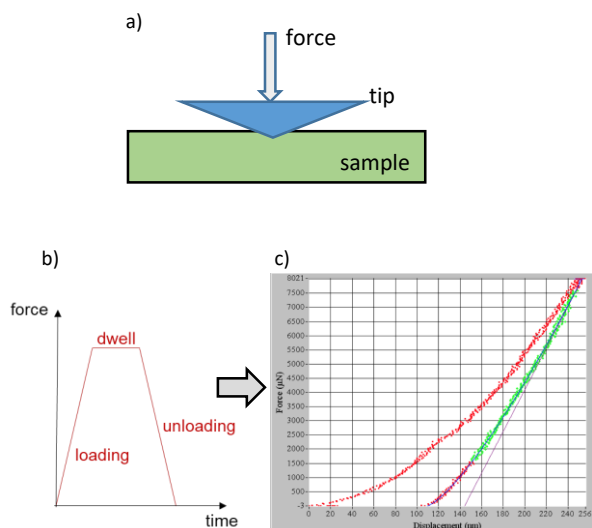 a)
force
tip
sample
b)
force
dwell
unloading
loading
time
c)
8021
7500
7000
6500
6000
5500
5000
4500
4000
3500
3000
2500
2000
1500
1000
500
-3
Force (µN)
0 20 40 60 80 100 120 140 160 180 200 220 256
Displacement (nm)